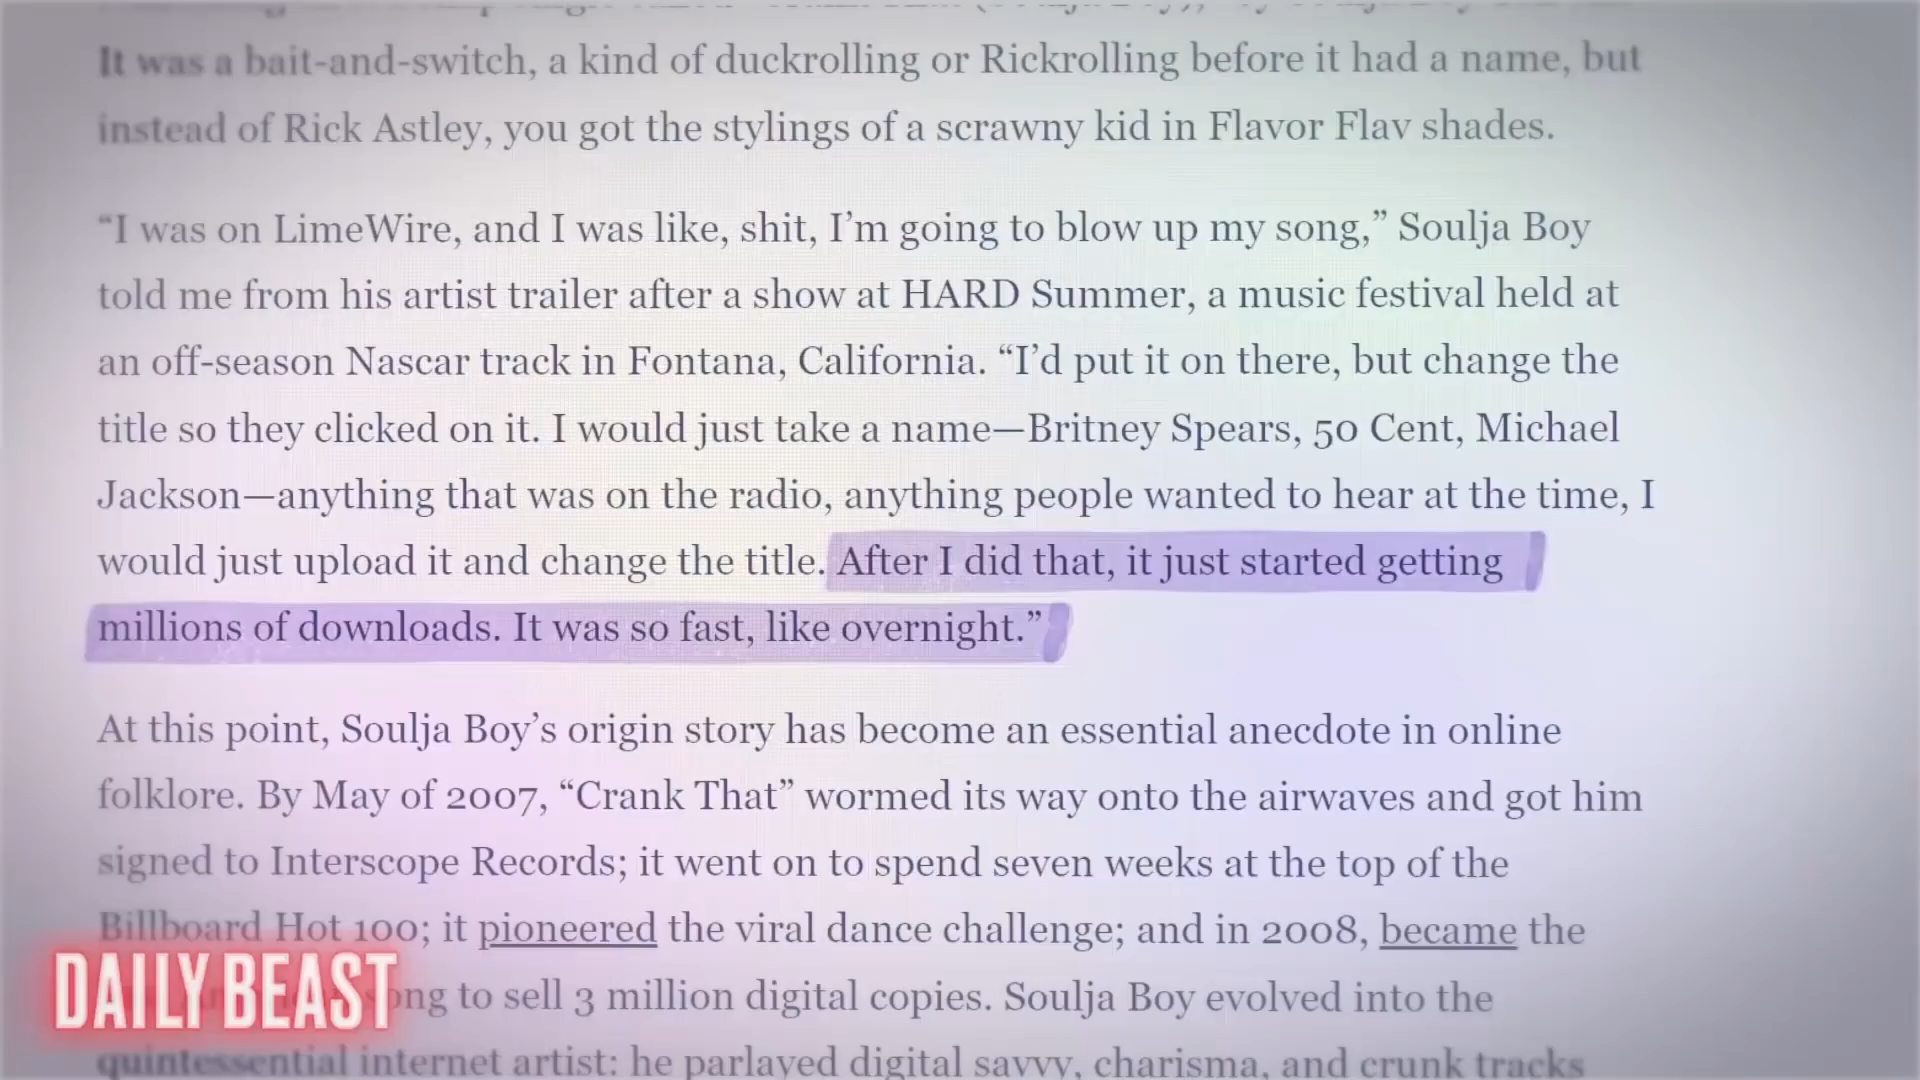 It was a bait-and-switch, a kind of duckrolling or Rickrolling before it had a name, but
instead of Rick Astley, you got the stylings of a scrawny kid in Flavor Flav shades.
“I was on LimeWire, and I was like, shit, I’m going to blow up my song,” Soulja Boy
told me from his artist trailer after a show at HARD Summer, a music festival held at
an off-season Nascar track in Fontana, California. “I’d put it on there, but change the
title so they clicked on it. I would just take a name—Britney Spears, 50 Cent, Michael
Jackson—anything that was on the radio, anything people wanted to hear at the time, I
would just upload it and change the title. After I did that, it just started getting
millions of downloads. It was so fast, like overnight.”
At this point, Soulja Boy’s origin story has become an essential anecdote in online
folklore. By May of 2007, “Crank That” wormed its way onto the airwaves and got him
signed to Interscope Records; it went on to spend seven weeks at the top of the
Billboard Hot 100; it pioneered the viral dance challenge; and in 2008, became the
to sell 3 million digital copies. Soulja Boy evolved into the
quintessential internet artist: he parlayed digital savvy, charisma, and crunk tracks
DAILY BEAST